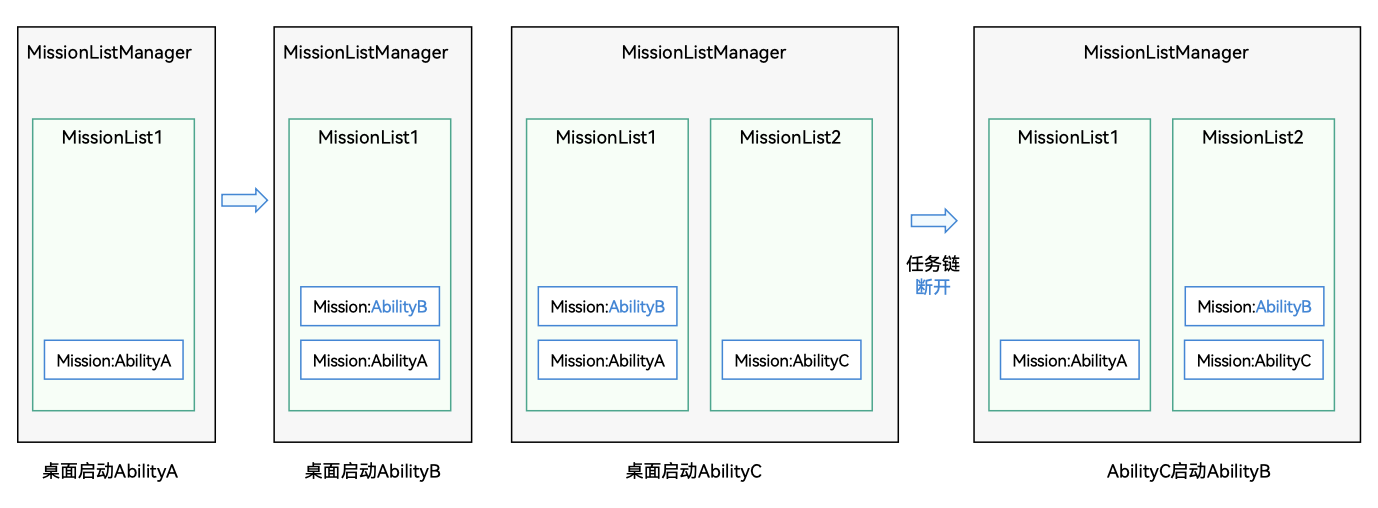 MissionListManager
MissionList1
Mission:AbilityA
桌面启动AbilityA
MissionListManager
MissionList1
Mission:AbilityB
Mission:AbilityA
桌面启动AbilityB
MissionListManager
MissionList1
Mission:AbilityB
Mission:AbilityA
MissionList2
Mission:AbilityC
桌面启动AbilityC
任务链
断开
MissionListManager
MissionList1
Mission:AbilityA
MissionList2
Mission:AbilityB
Mission:AbilityC
AbilityC启动AbilityB